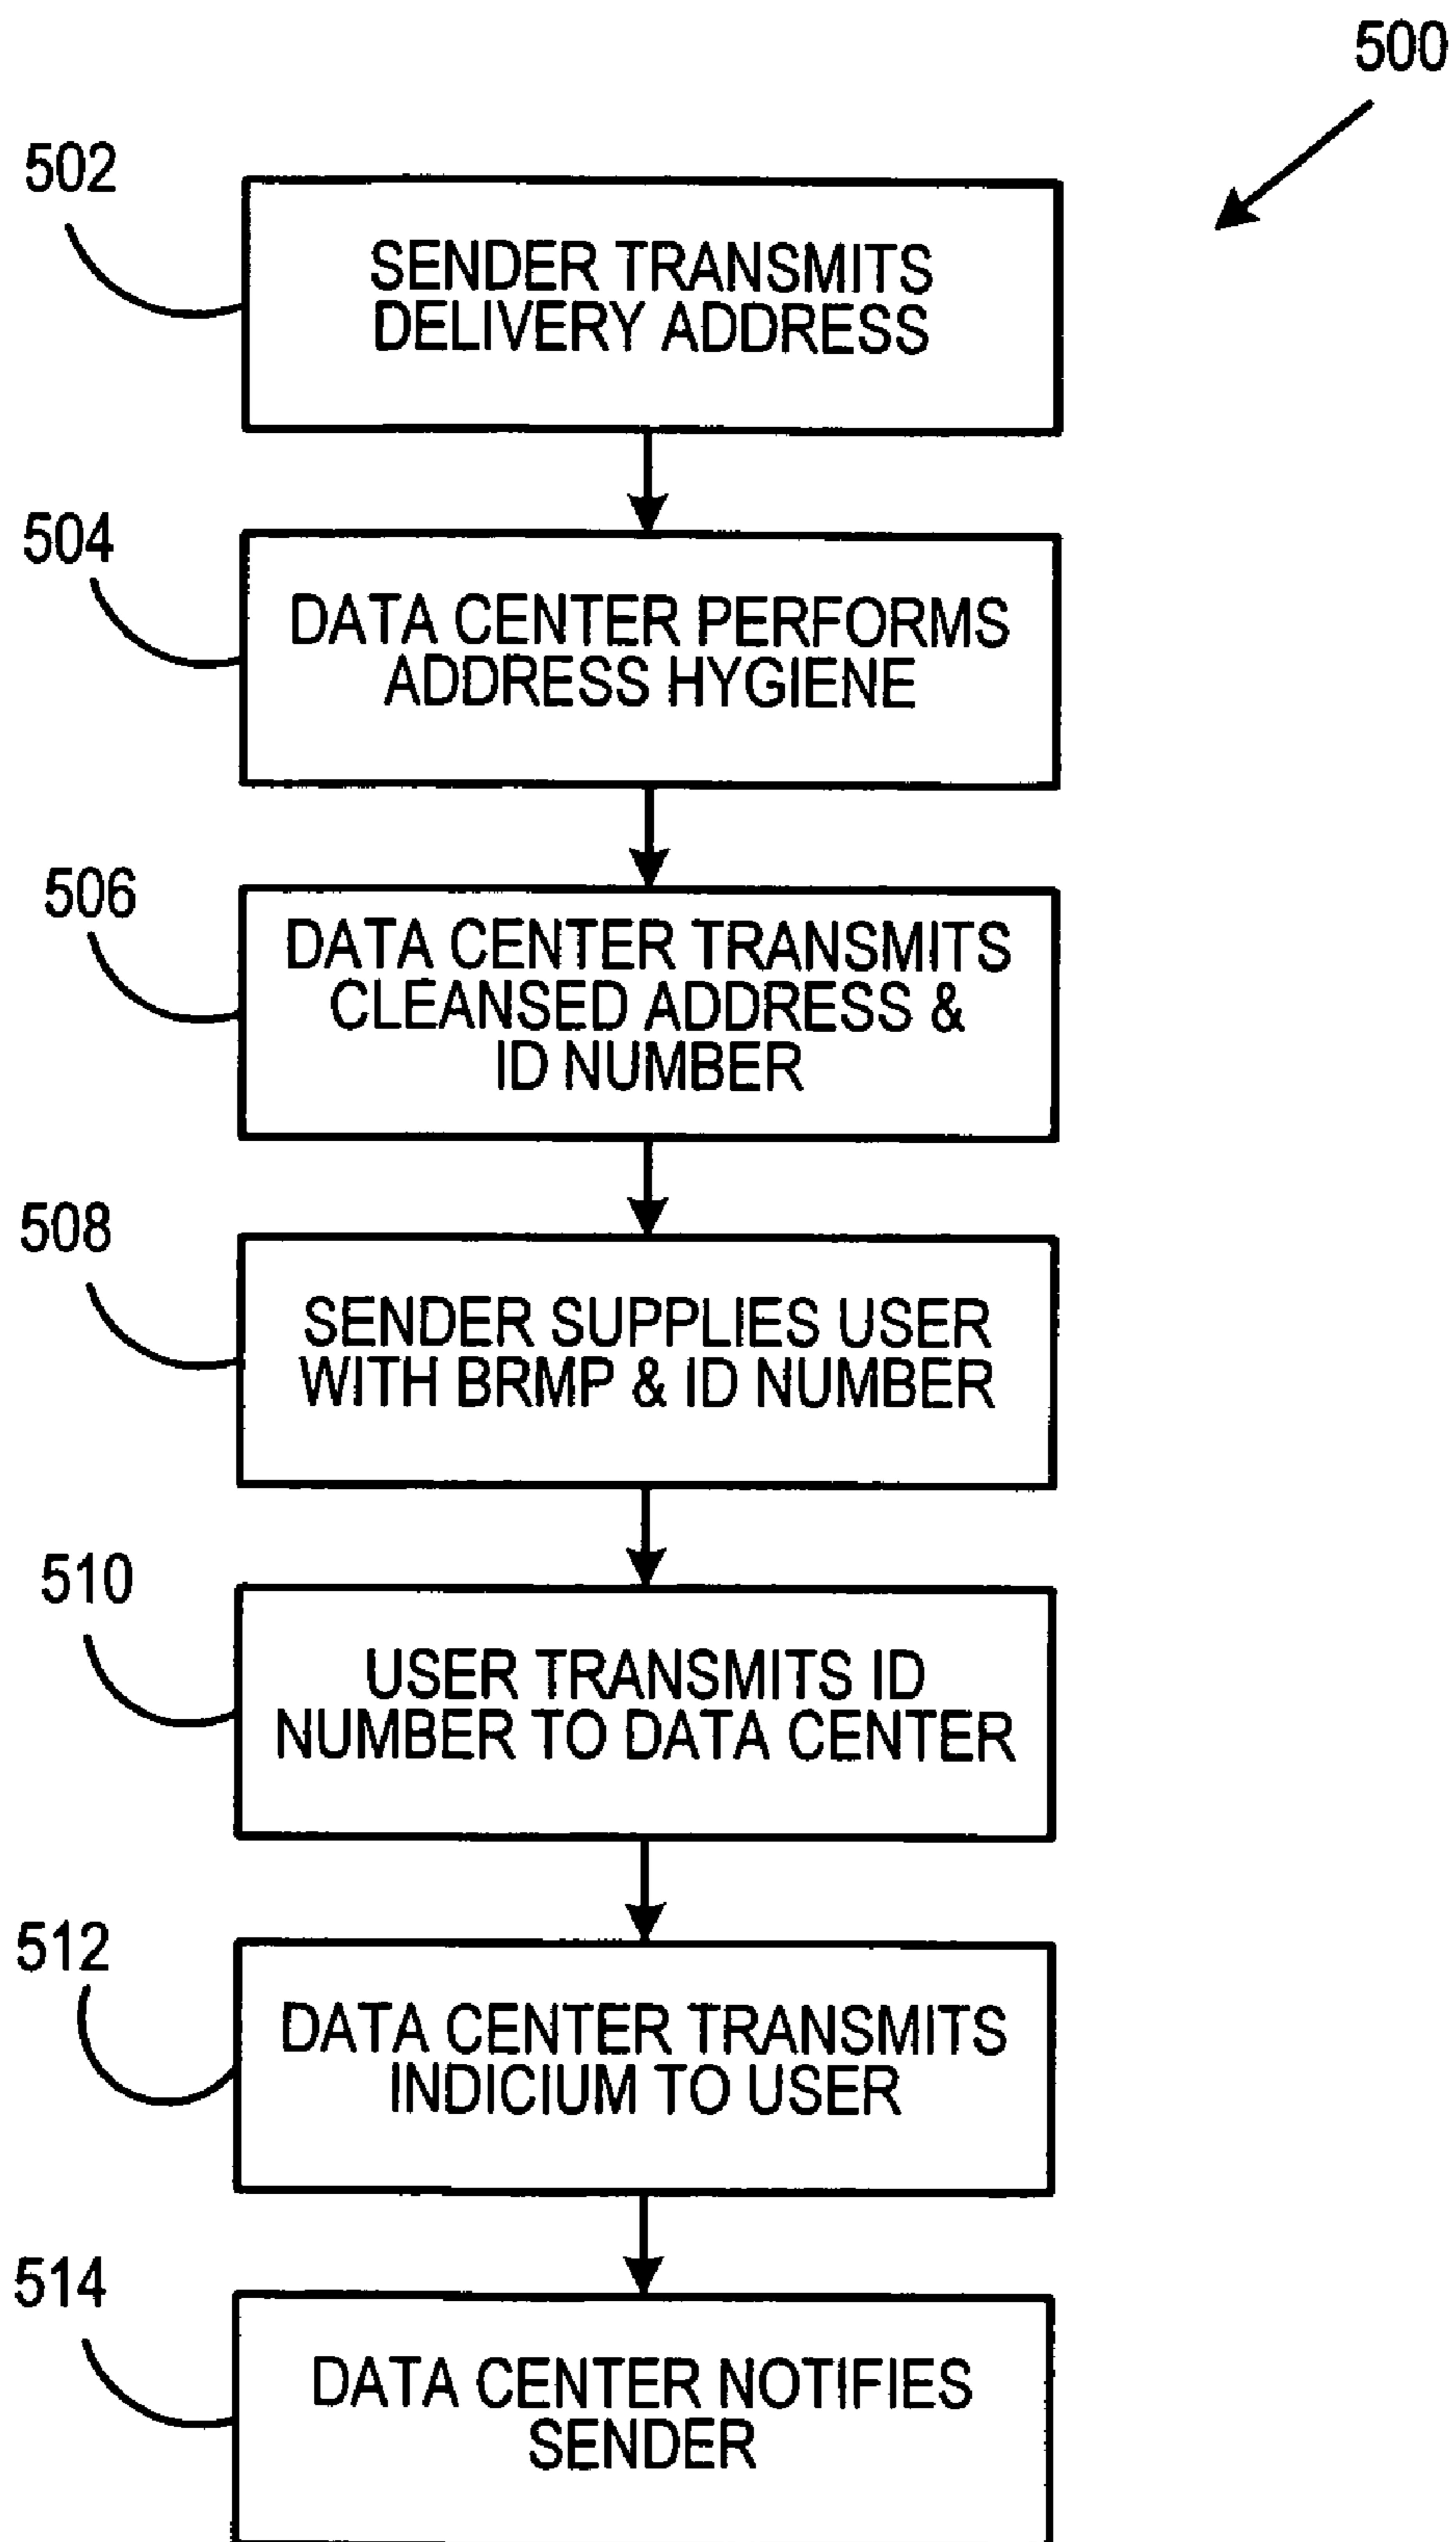 500
502
SENDER TRANSMITS
DELIVERY ADDRESS
504
DATA CENTER PERFORMS
ADDRESS HYGIENE
506
DATA CENTER TRANSMITS
CLEANSED ADDRESS &
ID NUMBER
508
SENDER SUPPLIES USER
WITH BRMP & ID NUMBER
510
USER TRANSMITS ID
NUMBER TO DATA CENTER
512
DATA CENTER TRANSMITS
INDICIUM TO USER
514
DATA CENTER NOTIFIES
SENDER